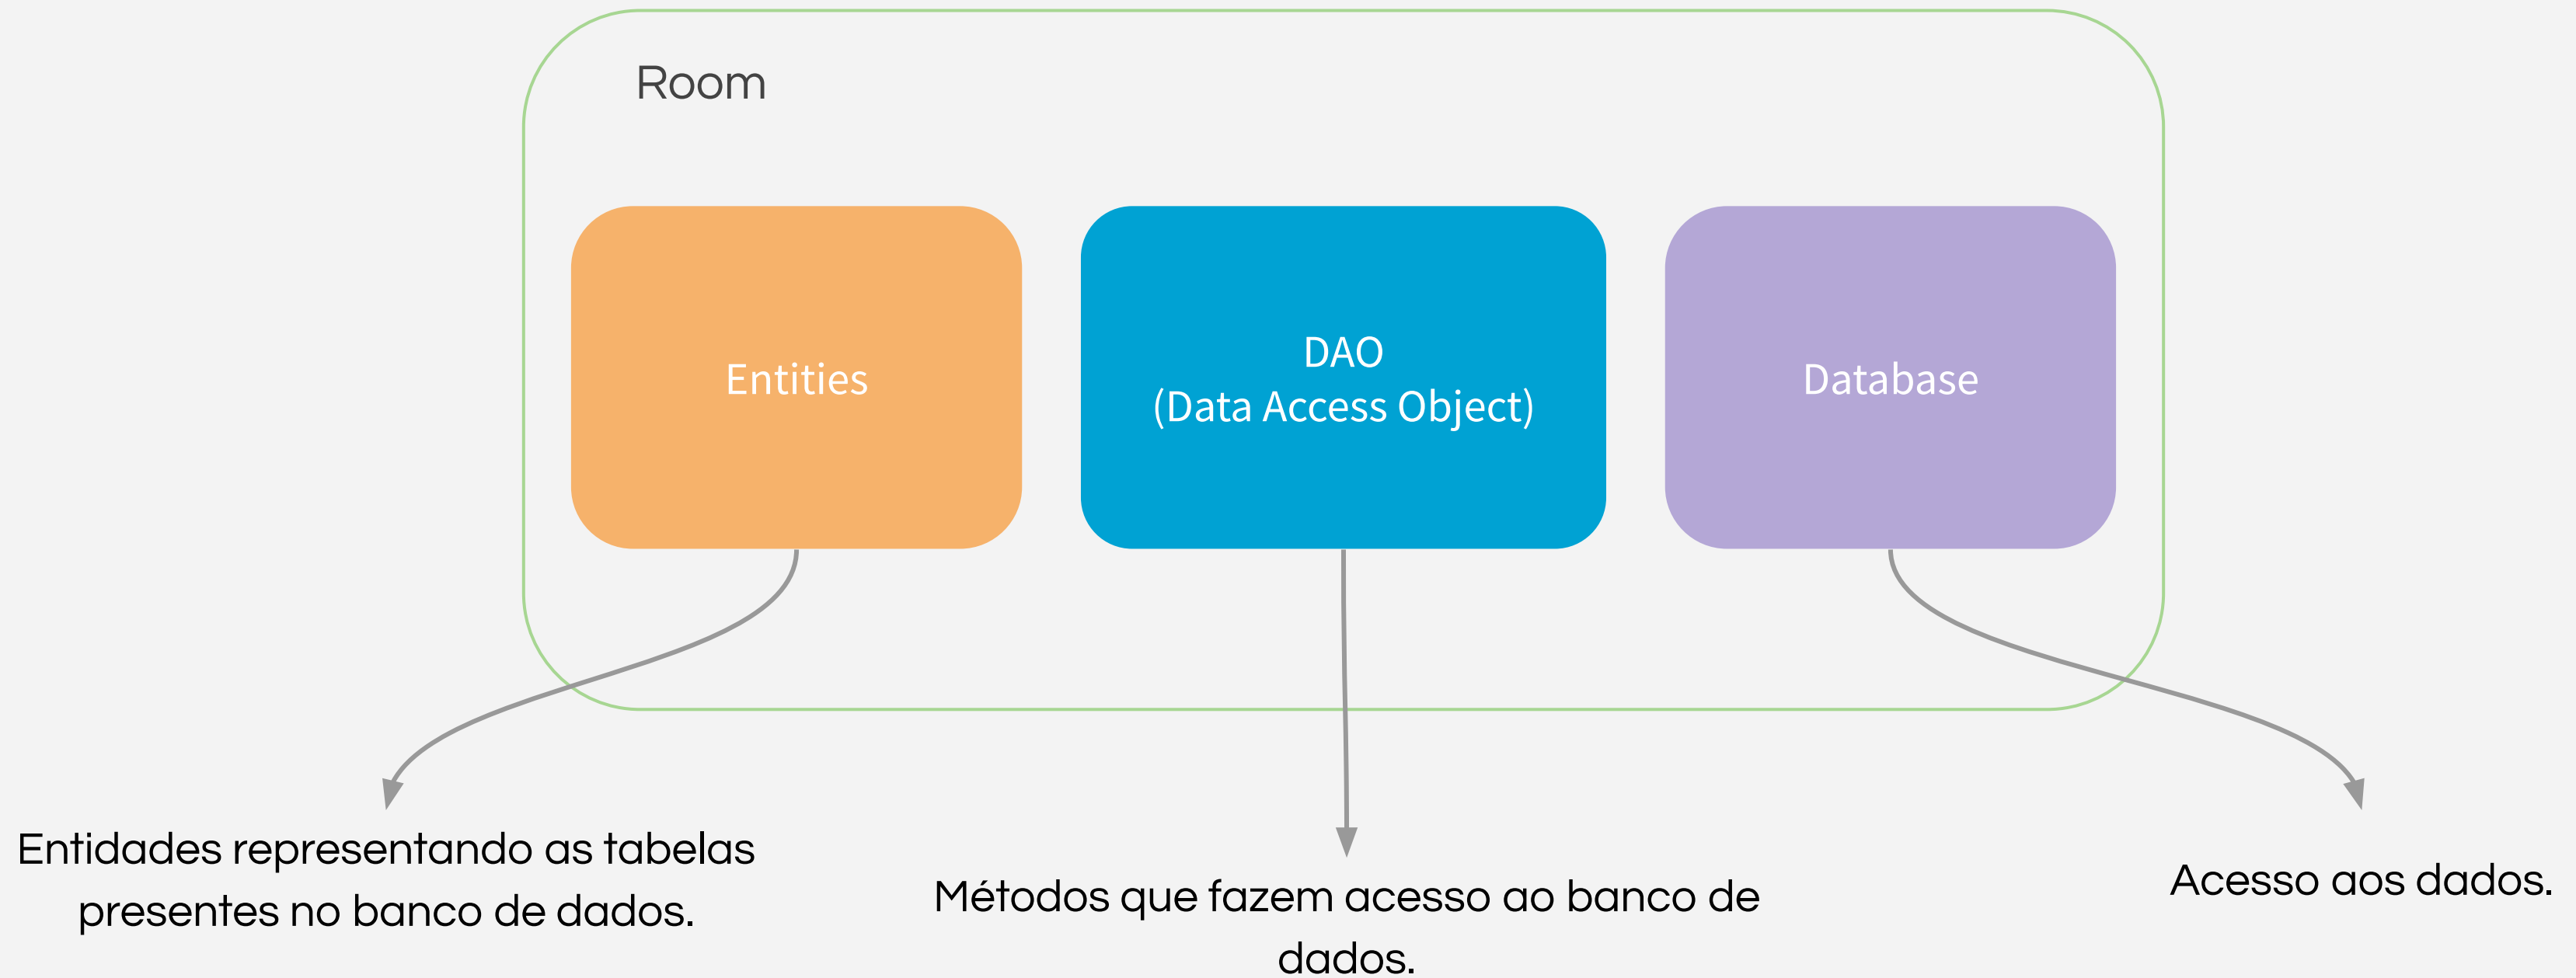 Room
Entities
DAO
(Data Access Object)
Database
Entidades representando as tabelas
presentes no banco de dados.
Métodos que fazem acesso ao banco de
dados.
Acesso aos dados.